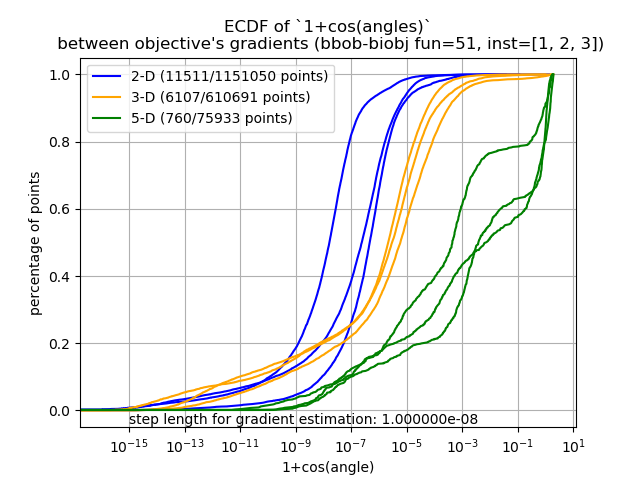 ECDF of `1+cos(angles)`
between objective's gradients (bbob-biobj fun=51, inst=[1, 2, 3])
2-D (11511/1151050 points)
3-D (6107/610691 points)
5-D (760/75933 points)
percentage of points
1.0
0.8
0.6
0.4
0.2
0.0
step length for gradient estimation: 1.000000e-08
10⁻¹⁵ 10⁻¹³ 10⁻¹¹ 10⁻⁹ 10⁻⁷ 10⁻⁵ 10⁻³ 10⁻¹ 10¹
1+cos(angle)